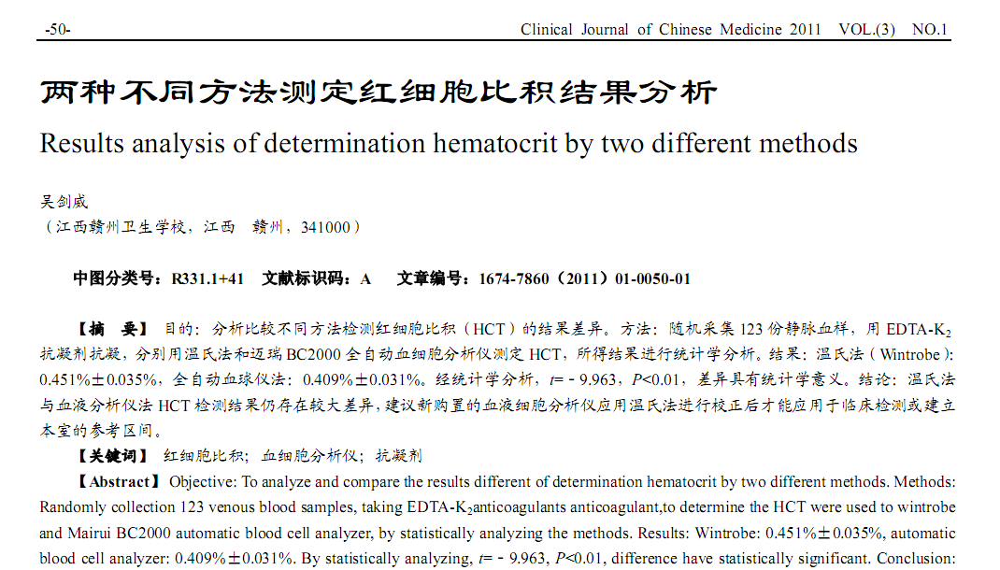 -50- Clinical Journal of Chinese Medicine 2011 VOL.(3) NO.1
两种不同方法测定红细胞比积结果分析
Results analysis of determination hematocrit by two different methods
吴剑威
（江西赣州卫生学校，江西 赣州，341000）
中图分类号：R331.1+41 文献标识码：A 文章编号：1674-7860（2011）01-0050-01
【摘 要】 目的：分析比较不同方法检测红细胞比积（HCT）的结果差异。方法：随机采集 123 份静脉血样，用 EDTA-K2
抗凝剂抗凝，分别用温氏法和迈瑞 BC2000 全自动血细胞分析仪测定 HCT，所得结果进行统计学分析。结果：温氏法（Wintrobe）：
0.451%±0.035%，全自动血球仪法：0.409%±0.031%。经统计学分析，t=﹣9.963，P<0.01，差异具有统计学意义。结论：温氏法
与血液分析仪法 HCT 检测结果仍存在较大差异，建议新购置的血液细胞分析仪应用温氏法进行校正后才能应用于临床检测或建立
本室的参考区间。
【关键词】 红细胞比积；血细胞分析仪；抗凝剂
【Abstract】 Objective: To analyze and compare the results different of determination hematocrit by two different methods. Methods:
Randomly collection 123 venous blood samples, taking EDTA-K2anticoagulants anticoagulant,to determine the HCT were used to wintrobe
and Mairui BC2000 automatic blood cell analyzer, by statistically analyzing the methods. Results: Wintrobe: 0.451%±0.035%, automatic
blood cell analyzer: 0.409%±0.031%. By statistically analyzing, t=﹣9.963, P<0.01, difference have statistically significant. Conclusion: